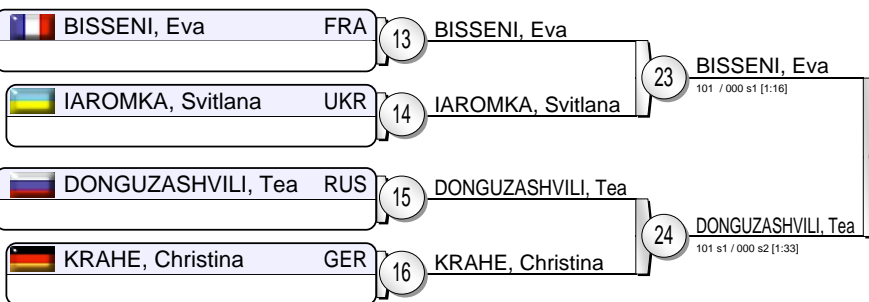 BISSENI, Eva FRA
13
BISSENI, Eva
23
BISSENI, Eva
101 / 000 s1 [1:16]
IAROMKA, Svitlana UKR
14
IAROMKA, Svitlana
DONGUZASHVILI, Tea RUS
15
DONGUZASHVILI, Tea
24
DONGUZASHVILI, Tea
101 s1 / 000 s2 [1:33]
KRAHE, Christina GER
16
KRAHE, Christina